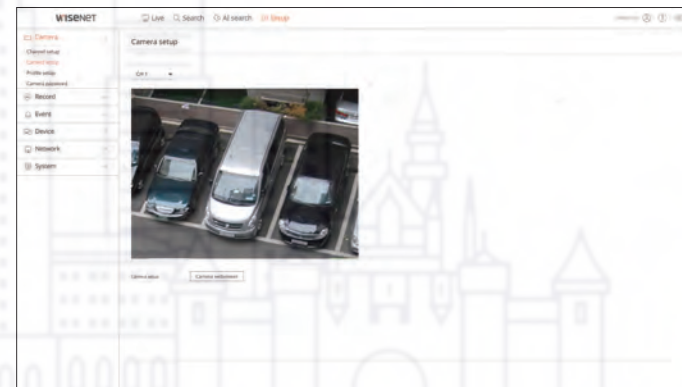 WISENET
Live Search AI search Setup
Camera
Channel setup
Camera setup
Profile setup
Camera password
Record
Event
Device
Network
System
Camera setup
CH 1
Camera setup
Camera webviewer